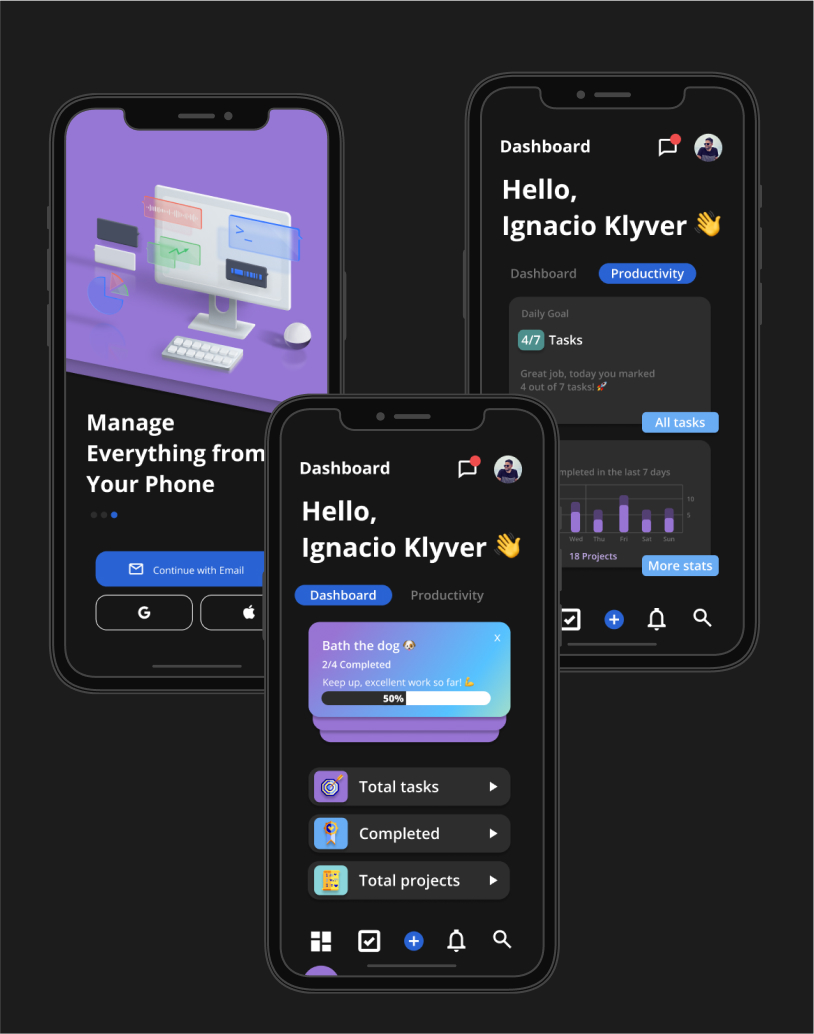 Manage
Everything from
Your Phone
Continue with Email
G
Dashboard
Hello,
Ignacio Klyver 👋
Dashboard Productivity
Daily Goal
4/7 Tasks
Great job, today you marked
4 out of 7 tasks! 🚀
All tasks
in the last 7 days
10
5
Wed Thu Fri Sat Sun
18 Projects
More stats
Dashboard
Hello,
Ignacio Klyver 👋
Dashboard Productivity
Bath the dog 🐶
X
2/4 Completed
Keep up, excellent work so far! 💪
50%
Total tasks
Completed
Total projects
>_